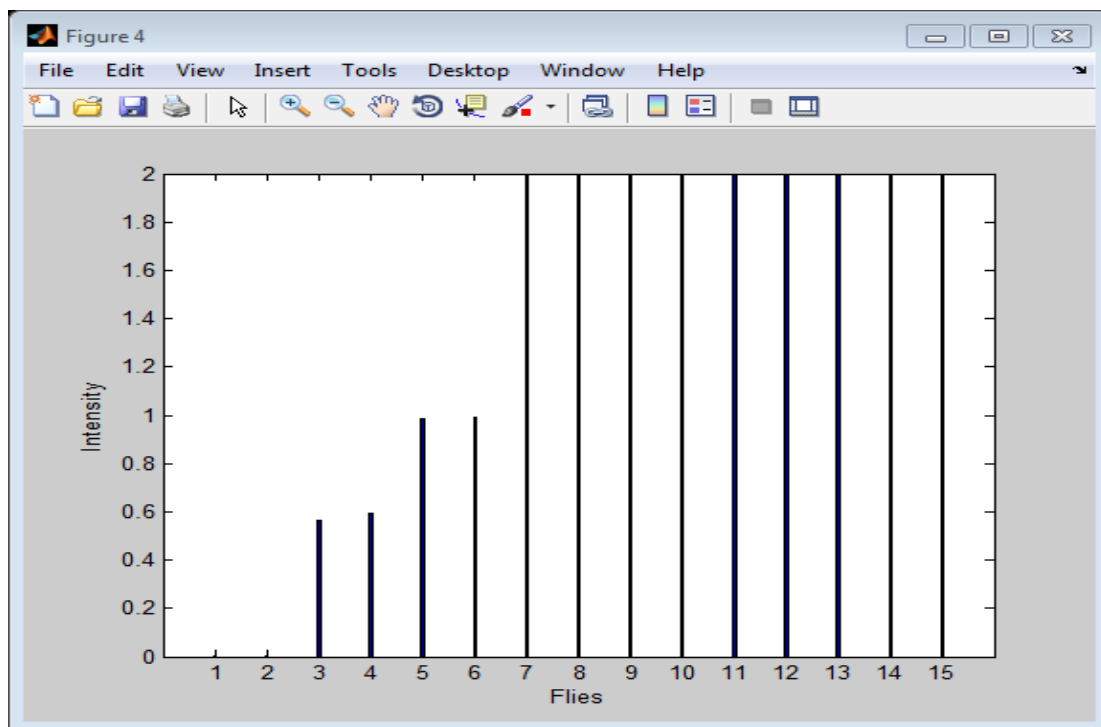 Figure 4
File Edit View Insert Tools Desktop Window Help
2
1.8
1.6
1.4
1.2
1
0.8
0.6
0.4
0.2
0
Intensity
1 2 3 4 5 6 7 8 9 10 11 12 13 14 15
Flies